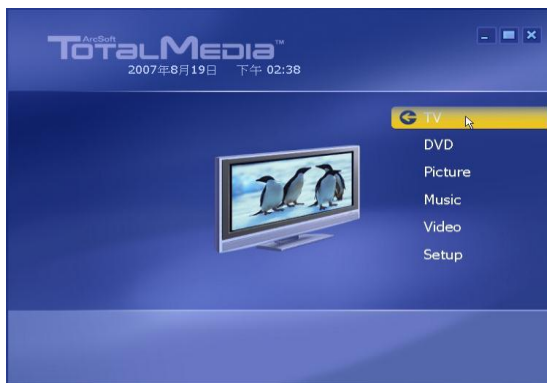 ArcSoft
TOTALMEDIA™
2007年8月19日 下午 02:38
TV
DVD
Picture
Music
Video
Setup